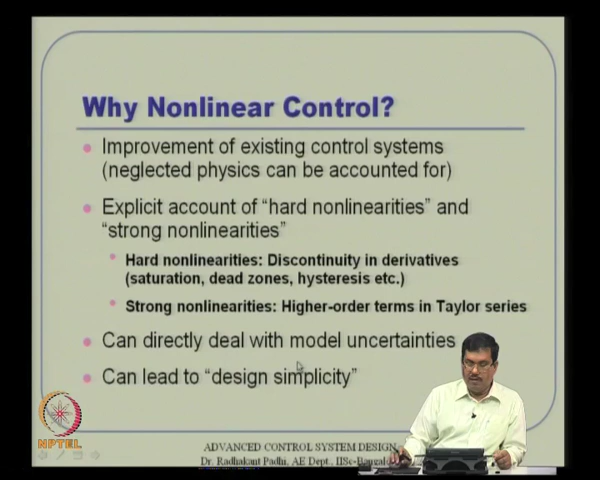 Why Nonlinear Control?
Improvement of existing control systems
(neglected physics can be accounted for)
Explicit account of “hard nonlinearities” and
“strong nonlinearities”
Hard nonlinearities: Discontinuity in derivatives
(saturation, dead zones, hysteresis etc.)
Strong nonlinearities: Higher-order terms in Taylor series
Can directly deal with model uncertainties
Can lead to “design simplicity”
NPTEL
ADVANCED CONTROL SYSTEM DESIGN
Dr. Radhakant Padhi, AE Dept., IISc-Bangalo